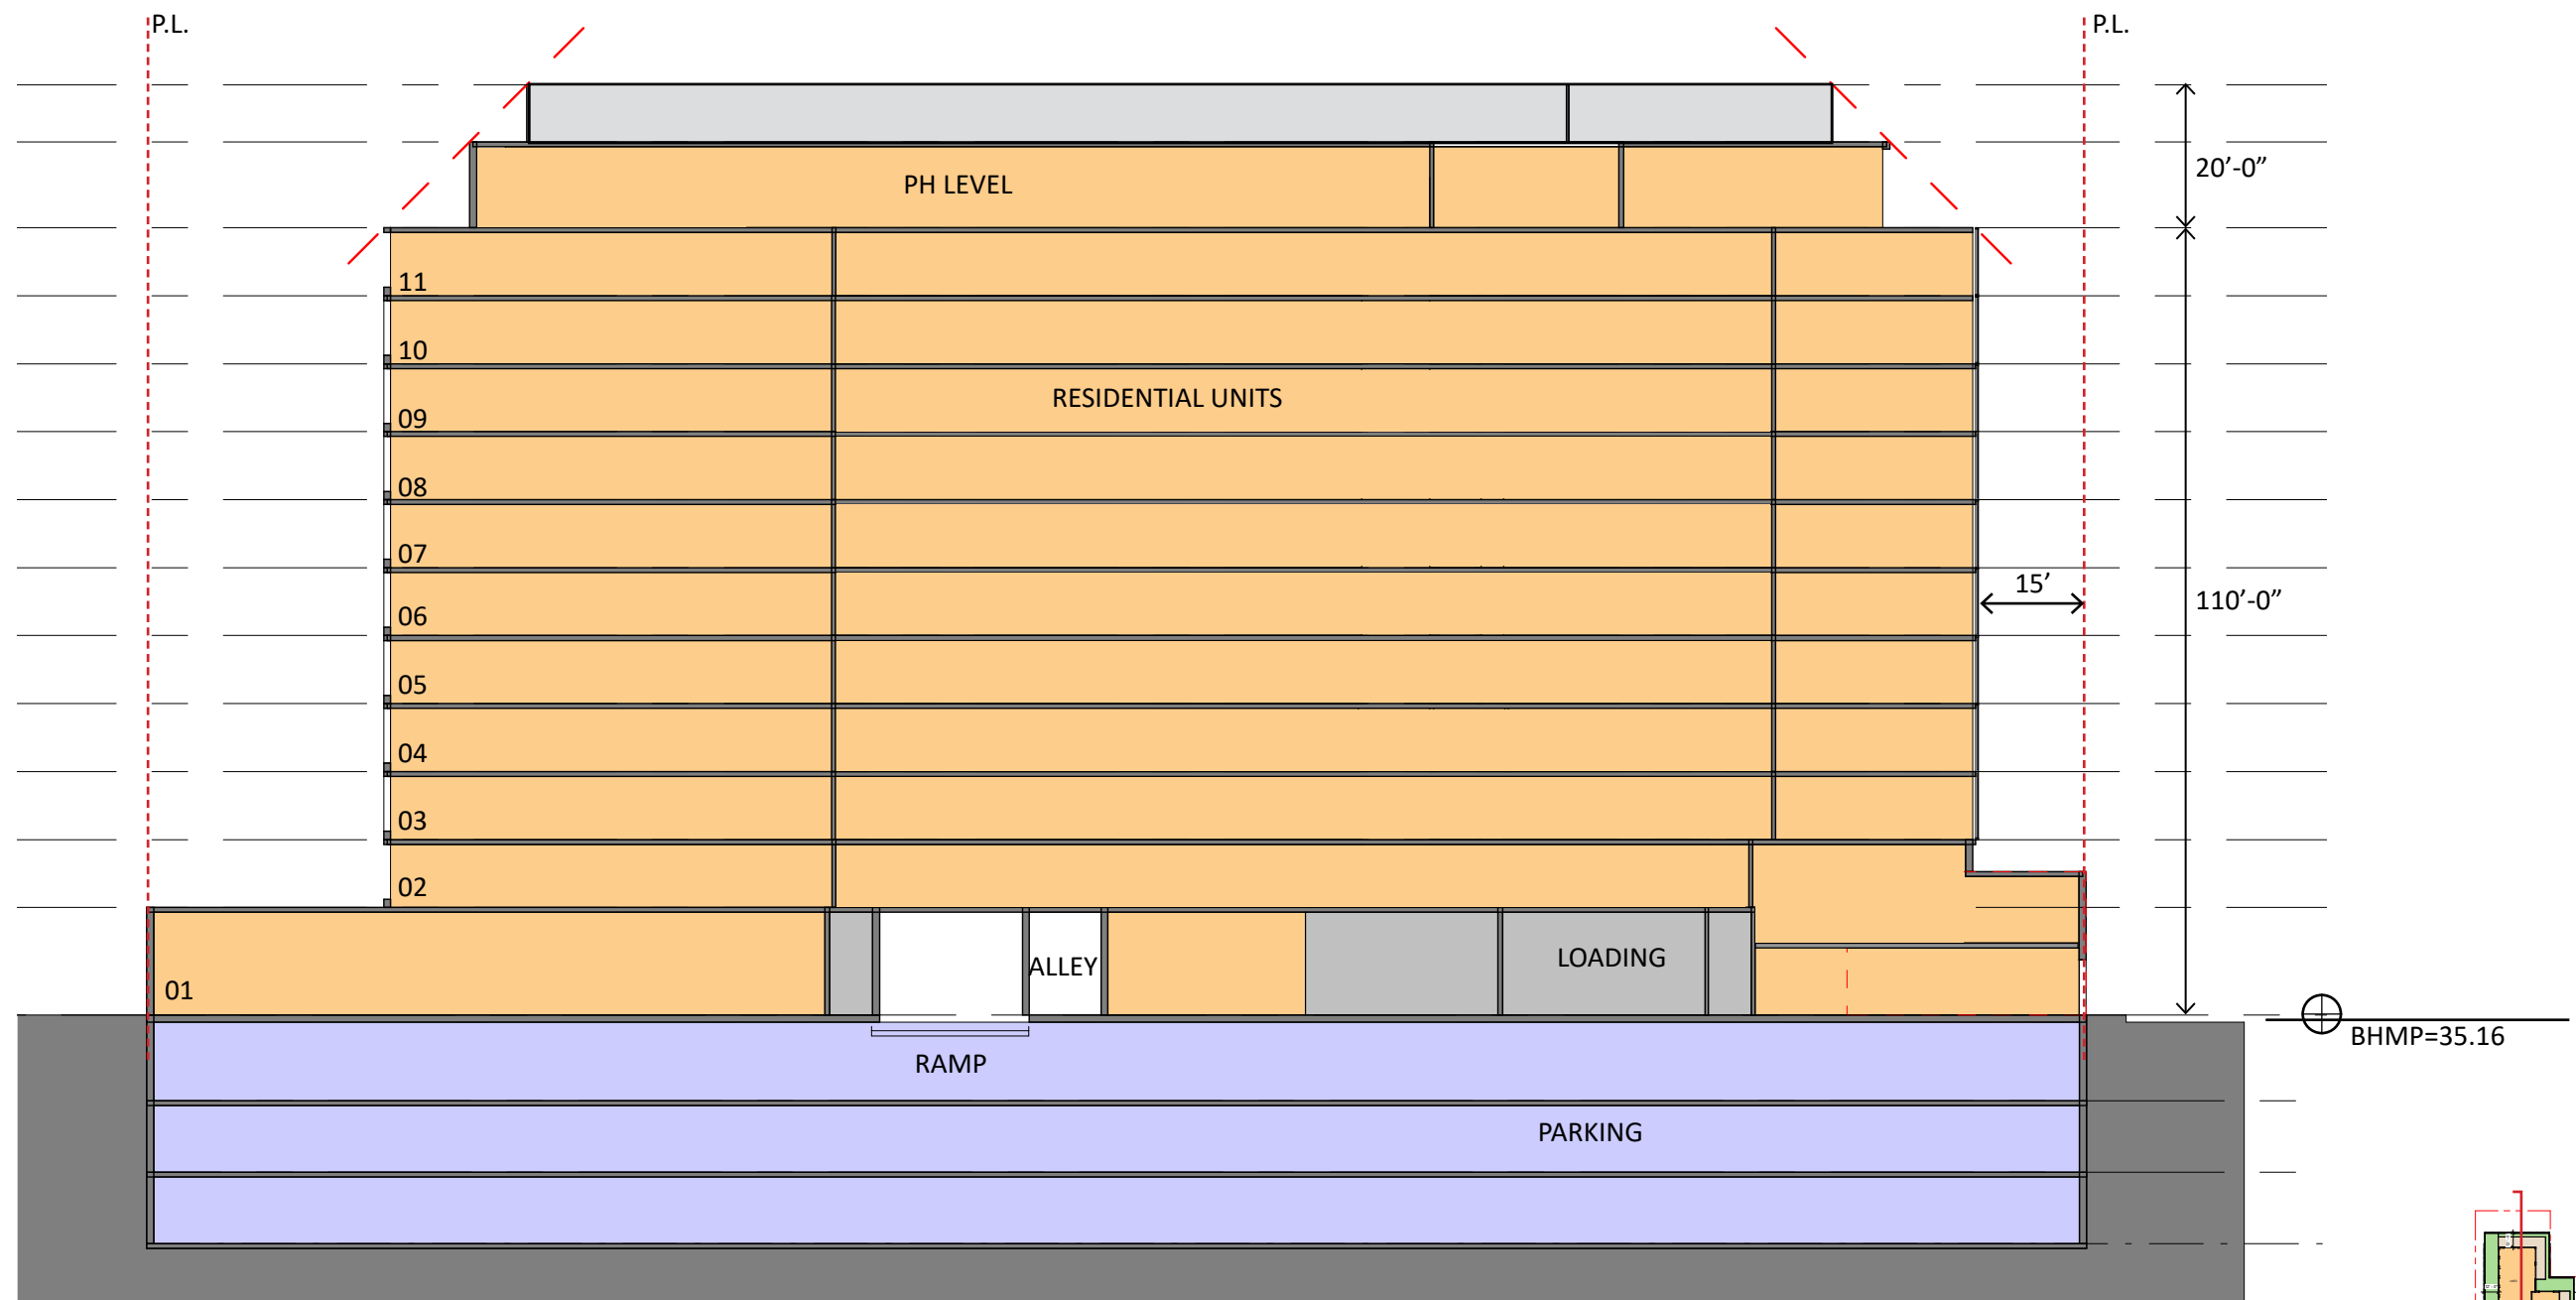 P.L.
P.L.
20’-0”
PH LEVEL
11
10
RESIDENTIAL UNITS
09
08
07
15’
110’-0”
06
05
04
03
02
ALLEY
LOADING
01
BHMP=35.16
RAMP
PARKING